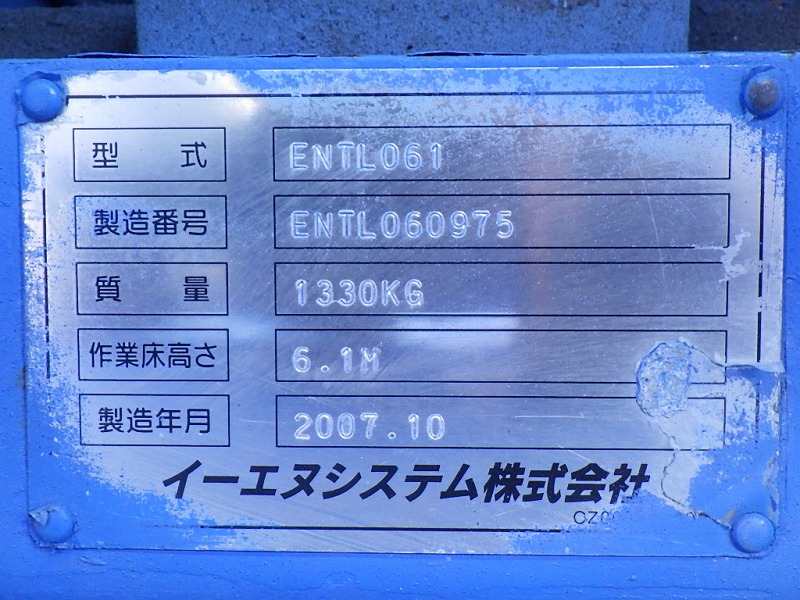 型式 ENTL061
製造番号 ENTL060975
質量 1330KG
作業床高さ 6.1M
製造年月 2007.10
イーエヌシステム株式会社